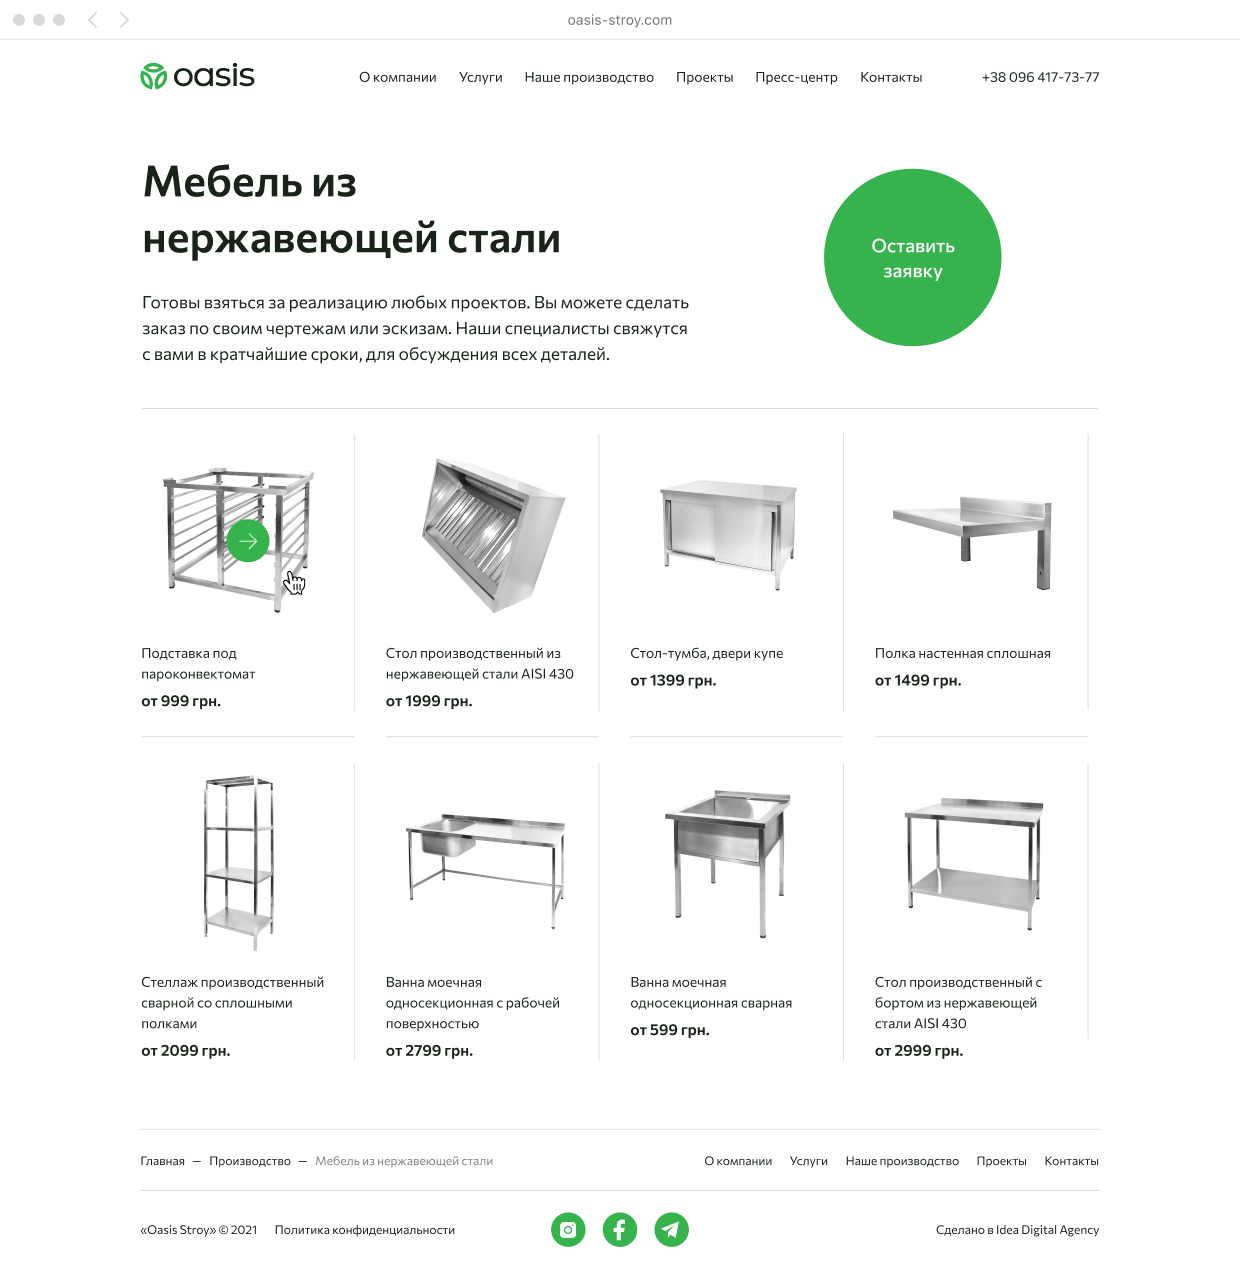 oasis-stroy.com
oasis
О компании
Услуги
Наше производство
Проекты
Пресс-центр
Контакты
+38 096 417-73-77
Мебель из
нержавеющей стали
Оставить
заявку
Готовы взяться за реализацию любых проектов. Вы можете сделать
заказ по своим чертежам или эскизам. Наши специалисты свяжутся
с вами в кратчайшие сроки, для обсуждения всех деталей.
Подставка под
пароконвектомат
от 999 грн.
Стол производственный из
нержавеющей стали AISI 430
от 1999 грн.
Стол-тумба, двери купе
от 1399 грн.
Полка настенная сплошная
от 1499 грн.
Стеллаж производственный
сварной со сплошными
полками
от 2099 грн.
Ванна моечная
односекционная с рабочей
поверхностью
от 2799 грн.
Ванна моечная
односекционная сварная
от 599 грн.
Стол производственный с
бортом из нержавеющей
стали AISI 430
от 2999 грн.
Главная — Производство — Мебель из нержавеющей стали
О компании
Услуги
Наше производство
Проекты
Контакты
«Oasis Stroy» © 2021
Политика конфиденциальности
Сделано в Idea Digital Agency